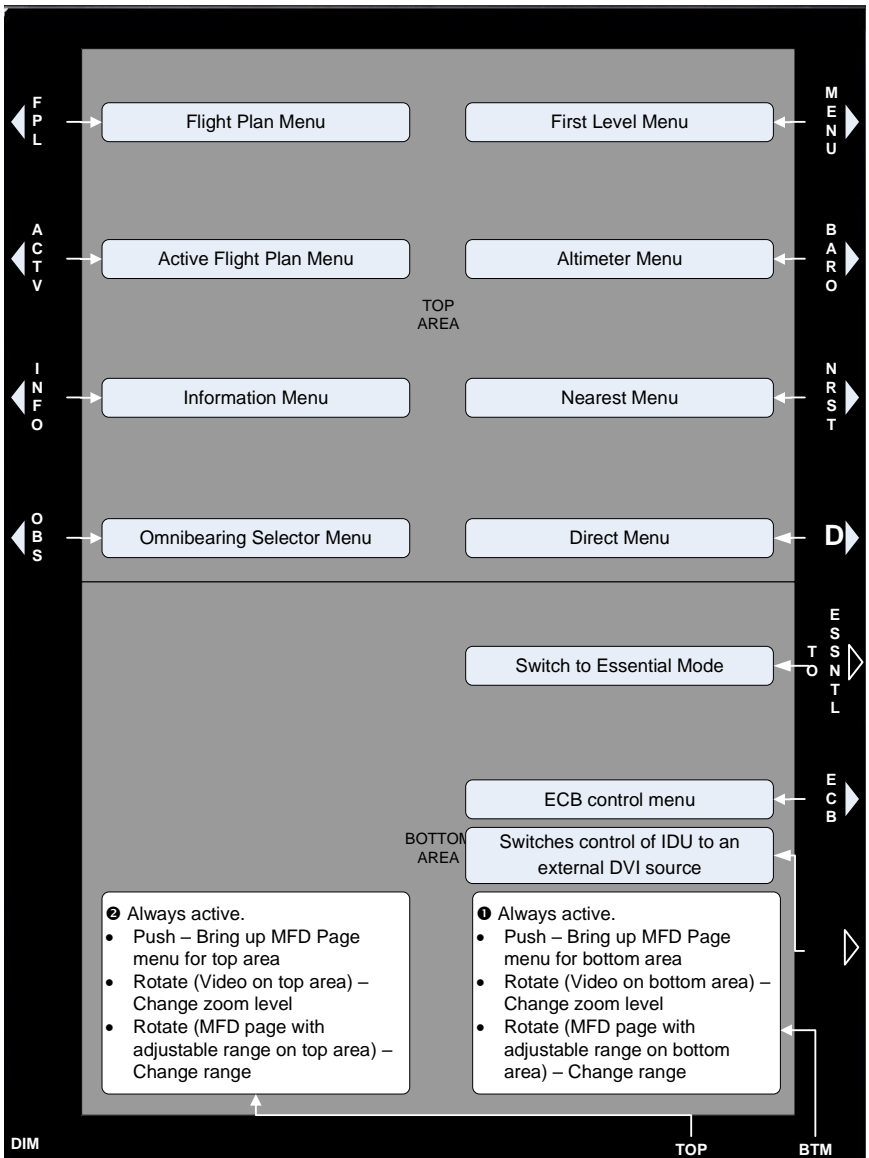 FPL
Flight Plan Menu
First Level Menu
MENU
ACTV
Active Flight Plan Menu
Altimeter Menu
BARO
TOP
AREA
INFO
Information Menu
Nearest Menu
NRST
OBS
Omnibearing Selector Menu
Direct Menu
D
Switch to Essential Mode
TO
ESSNTL
ECB control menu
ECB
BOTTOM
AREA
Switches control of IDU to an
external DVI source
❷ Always active.
• Push – Bring up MFD Page
menu for top area
• Rotate (Video on top area) –
Change zoom level
• Rotate (MFD page with
adjustable range on top area) –
Change range
❶ Always active.
• Push – Bring up MFD Page
menu for bottom area
• Rotate (Video on bottom area) –
Change zoom level
• Rotate (MFD page with
adjustable range on bottom
area) – Change range
DIM
TOP
BTM